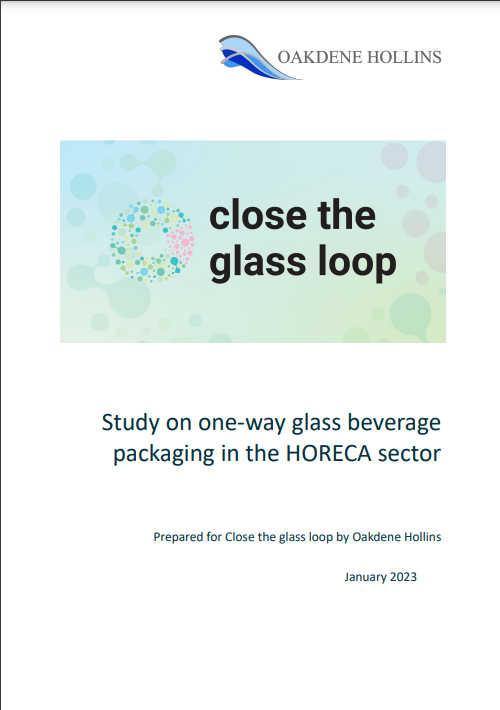 OAKDENE HOLLINS
close the
glass loop
Study on one-way glass beverage
packaging in the HORECA sector
Prepared for Close the glass loop by Oakdene Hollins
January 2023